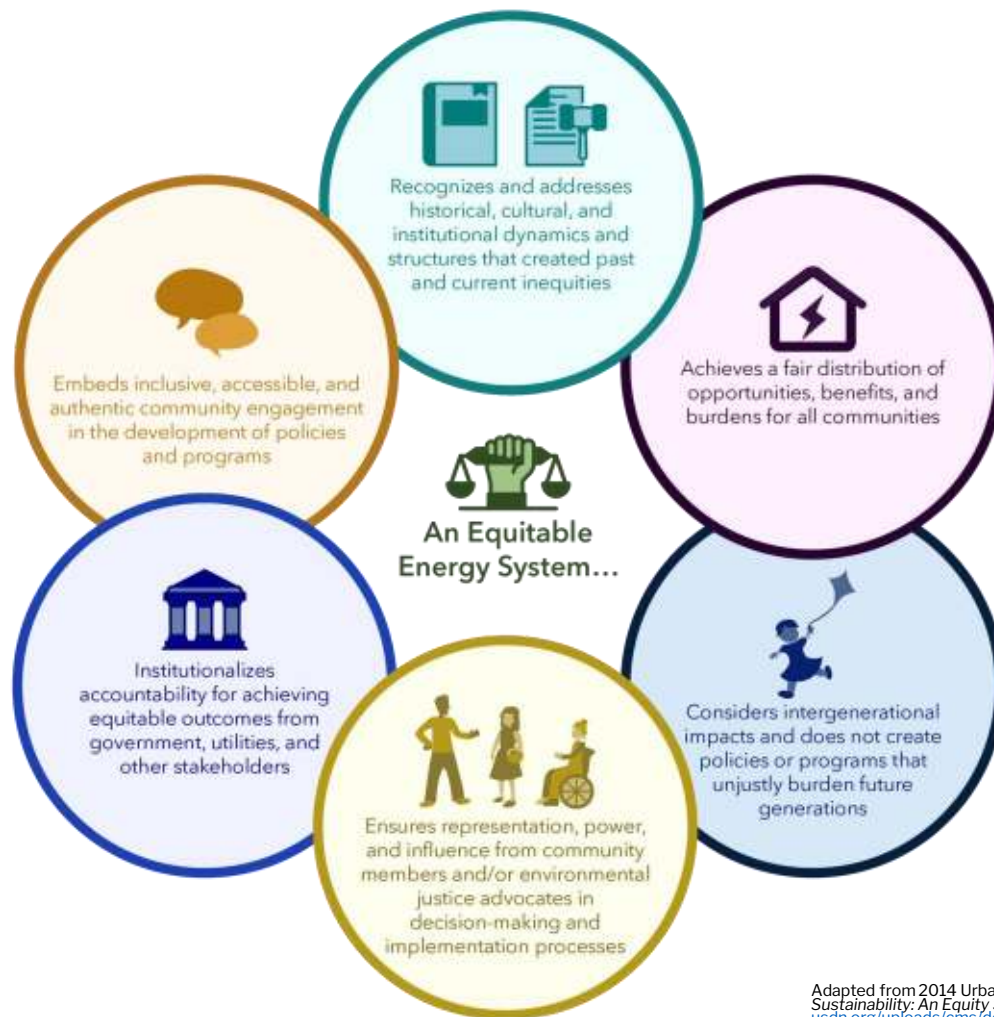 Recognizes and addresses
historical, cultural, and
institutional dynamics and
structures that created past
and current inequities
Achieves a fair distribution of
opportunities, benefits, and
burdens for all communities
Considers intergenerational
impacts and does not create
policies or programs that
unjustly burden future
generations
Ensures representation, power,
and influence from community
members and/or environmental
justice advocates in
decision-making and
implementation processes
Institutionalizes
accountability for achieving
equitable outcomes from
government, utilities, and
other stakeholders
Embeds inclusive, accessible, and
authentic community engagement
in the development of policies
and programs
An Equitable
Energy System...
Adapted from 2014 Urba
Sustainability: An Equity